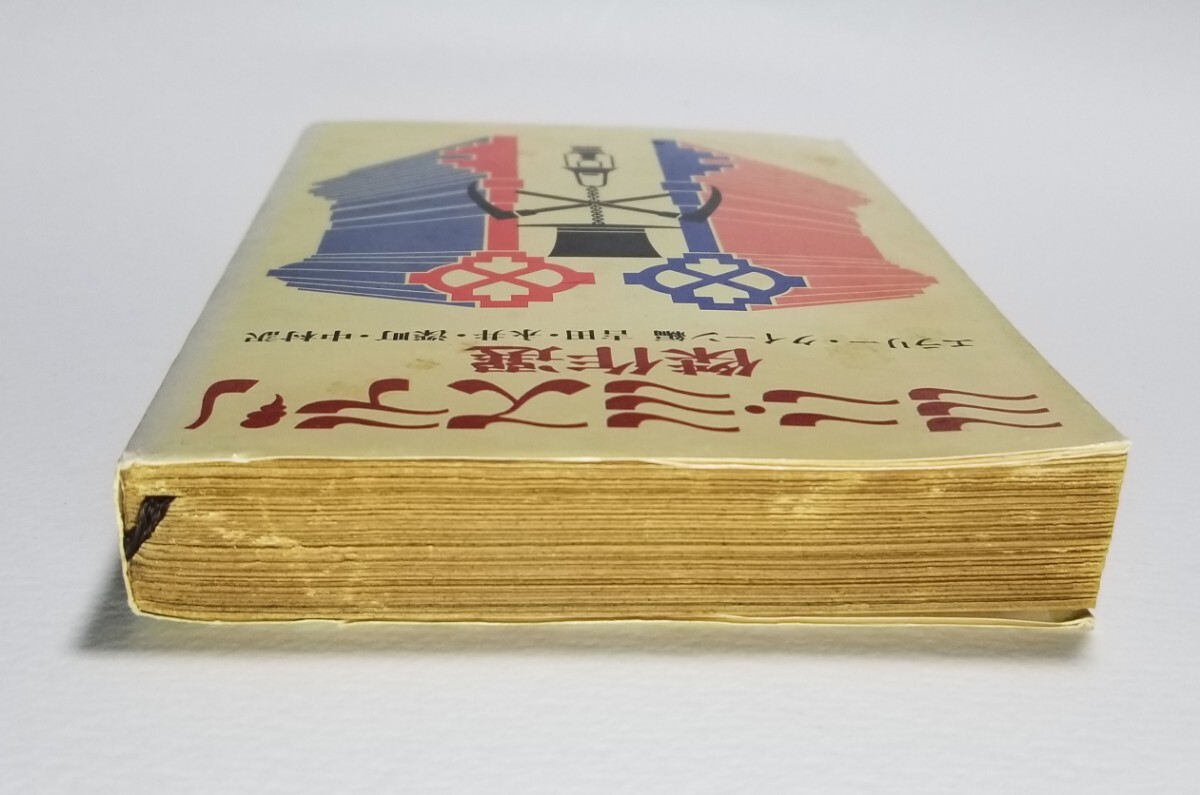 ミニ・ミステリ
傑作選
エラリー・クイーン編 吉田・永井・深町・中村訳